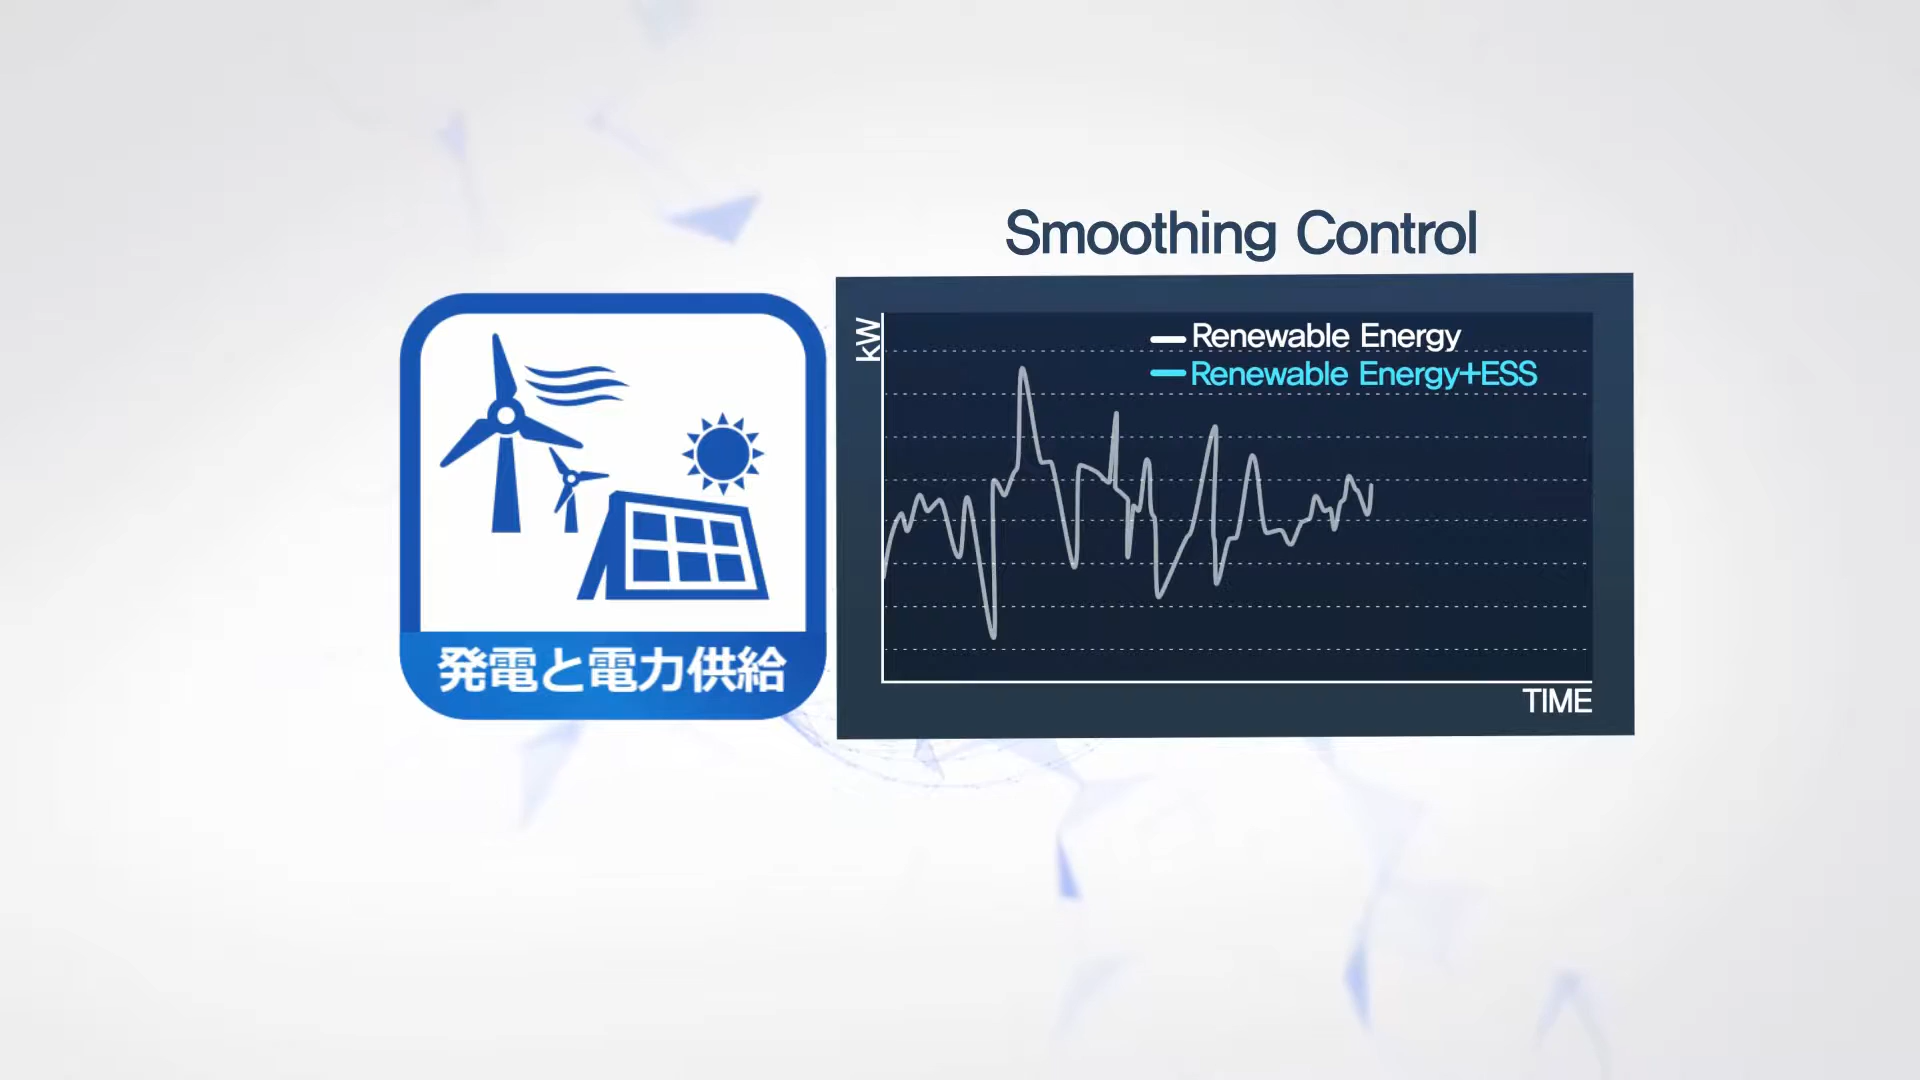 Smoothing Control
kW
Renewable Energy
Renewable Energy+ESS
TIME
発電と電力供給